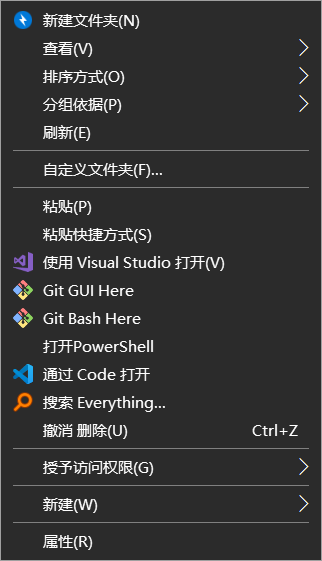 新建文件夹(N)
查看(V)
排序方式(O)
分组依据(P)
刷新(E)
自定义文件夹(F)...
粘贴(P)
粘贴快捷方式(S)
使用 Visual Studio 打开(V)
Git GUI Here
Git Bash Here
打开PowerShell
通过 Code 打开
搜索 Everything...
撤消 删除(U) Ctrl+Z
授予访问权限(G)
新建(W)
属性(R)